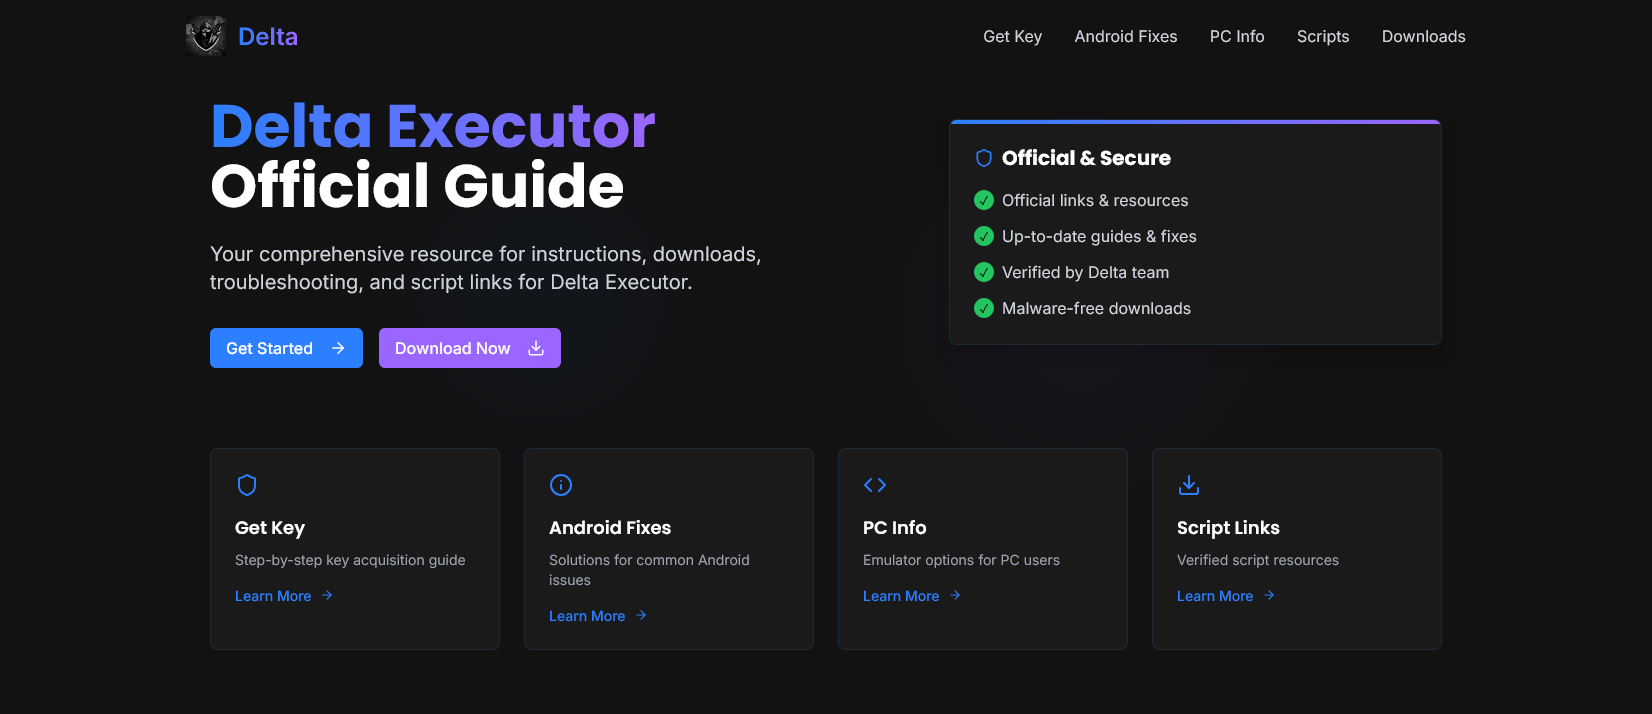 Delta
Get Key
Android Fixes
PC Info
Scripts
Downloads
Delta Executor
Official Guide
Your comprehensive resource for instructions, downloads,
troubleshooting, and script links for Delta Executor.
Get Started
Download Now
Official & Secure
Official links & resources
Up-to-date guides & fixes
Verified by Delta team
Malware-free downloads
Get Key
Step-by-step key acquisition guide
Learn More
Android Fixes
Solutions for common Android
issues
Learn More
PC Info
Emulator options for PC users
Learn More
Script Links
Verified script resources
Learn More